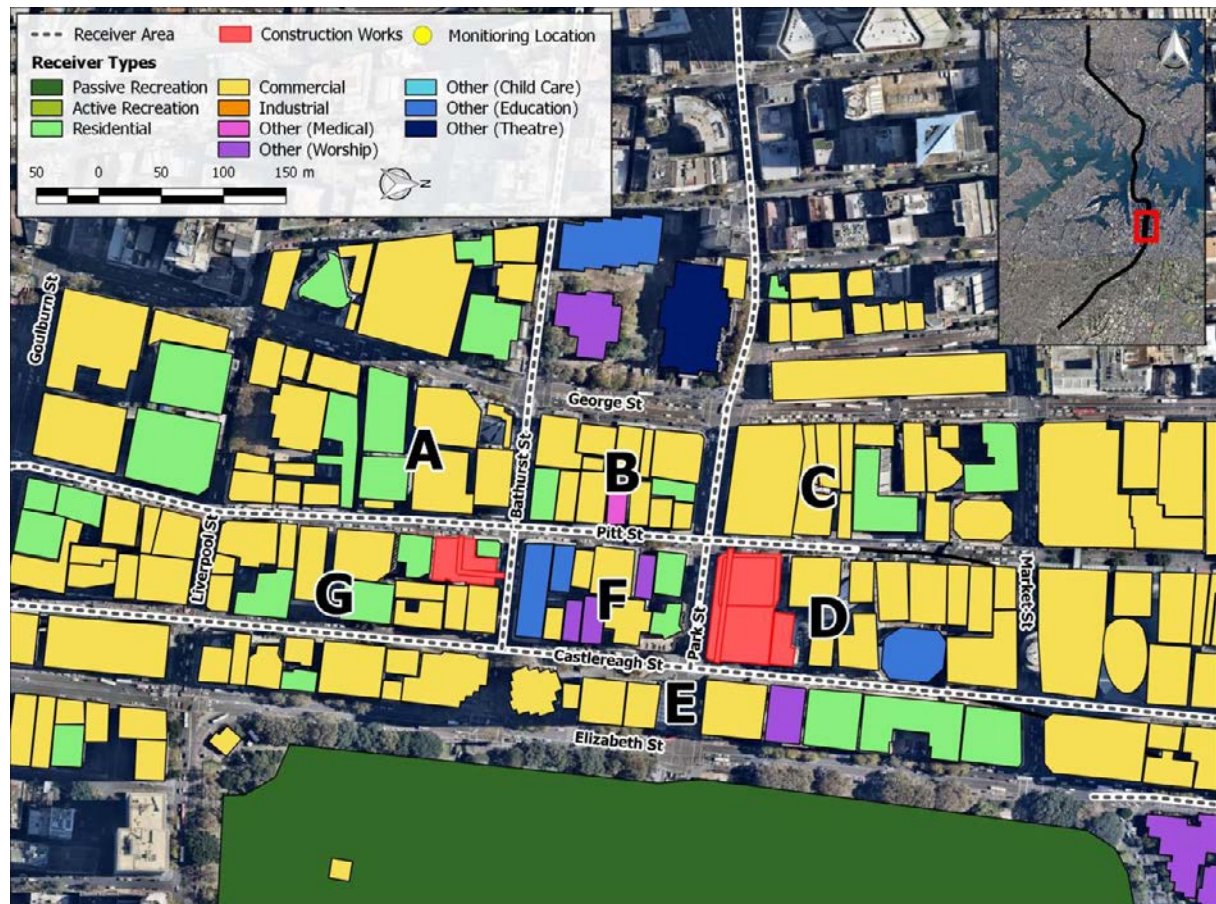 Receiver Area
Construction Works
Monitoring Location
Receiver Types
Passive Recreation
Active Recreation
Residential
Commercial
Industrial
Other (Medical)
Other (Worship)
Other (Child Care)
Other (Education)
Other (Theatre)
50 0 50 100 150 m
N
Goulburn St
George St
A
B
C
Bathurst St
Pitt St
Liverpool St
Market St
G
F
D
Park St
Castlereagh St
E
Elizabeth St